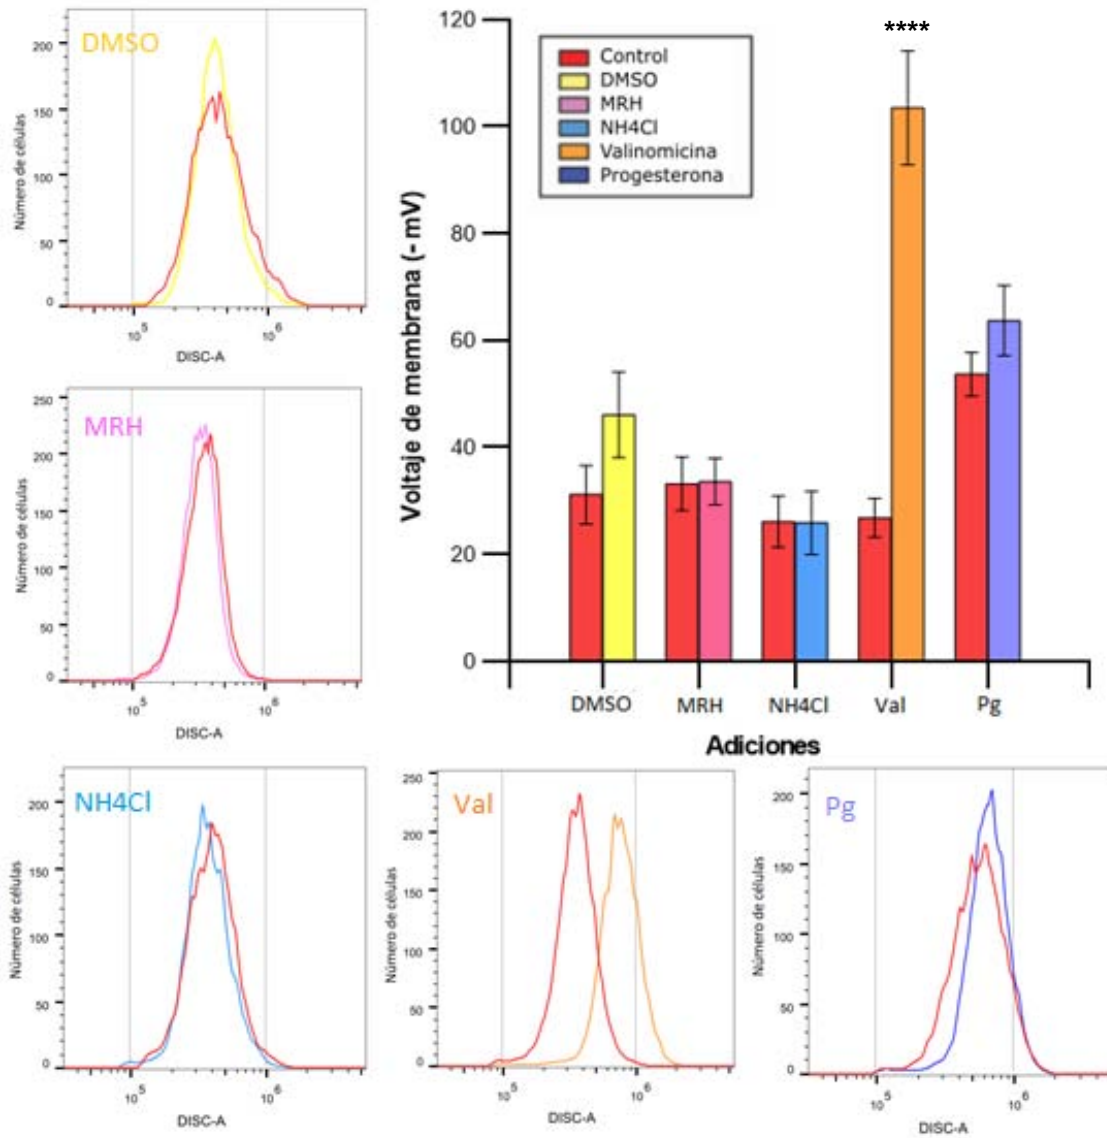 DMSO
200
150
100
50
0
Número de células
10^5
10^6
DISC-A
****
120
100
80
60
40
20
0
Voltaje de membrana (- mV)
Control
DMSO
MRH
NH4Cl
Valinomicina
Progesterona
DMSO MRH NH4Cl Val Pg
Adiciones
MRH
250
200
150
100
50
0
Número de células
10^5
10^6
DISC-A
NH4Cl
200
150
100
50
0
Número de células
10^5
10^6
DISC-A
Val
250
200
150
100
50
0
Número de células
10^5
10^6
DISC-A
Pg
200
150
100
50
0
Número de células
10^5
10^6
DISC-A